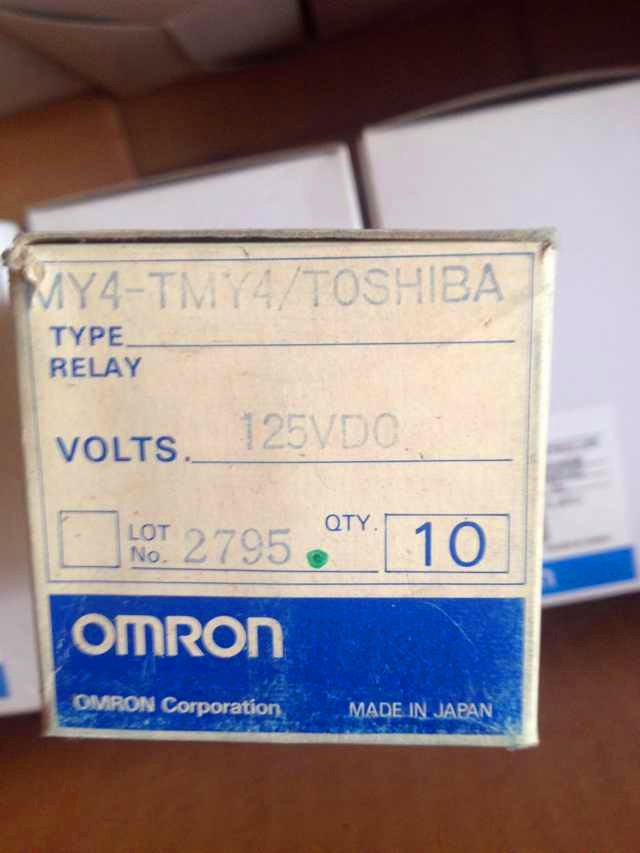 MY4-TMY4/TOSHIBA
TYPE
RELAY
VOLTS. 125VDC
LOT No. 2795. QTY. 10
OMRON
OMRON Corporation MADE IN JAPAN